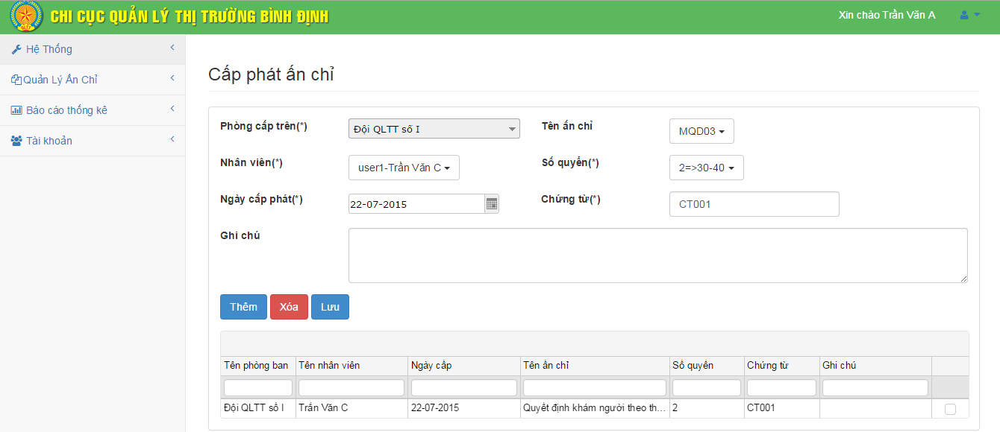 CHI CỤC QUẢN LÝ THỊ TRƯỜNG BÌNH ĐỊNH
Xin chào Trần Văn A
Hệ Thống
Quản Lý Ấn Chỉ
Báo cáo thống kê
Tài khoản
Cấp phát ấn chỉ
Phòng cấp trên(*) Đội QLTT số I Tên ấn chỉ MQD03
Nhân viên(*) user1-Trần Văn C Số quyển(*) 2=>30-40
Ngày cấp phát(*) 22-07-2015 Chứng từ(*) CT001
Ghi chú
Thêm Xóa Lưu
Tên phòng ban Tên nhân viên Ngày cấp Tên ấn chỉ Số quyển Chứng từ Ghi chú
Đội QLTT số I Trần Văn C 22-07-2015 Quyết định khám người theo th... 2 CT001